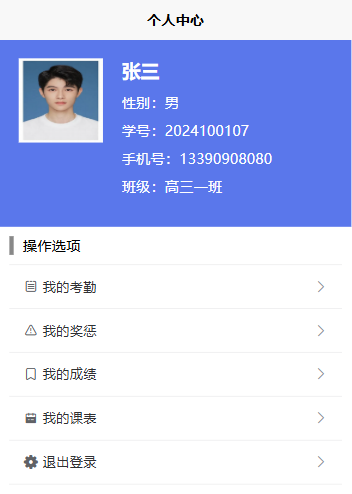 个人中心
张三
性别：男
学号：2024100107
手机号：13390908080
班级：高三一班
操作选项
我的考勤
我的奖惩
我的成绩
我的课表
退出登录